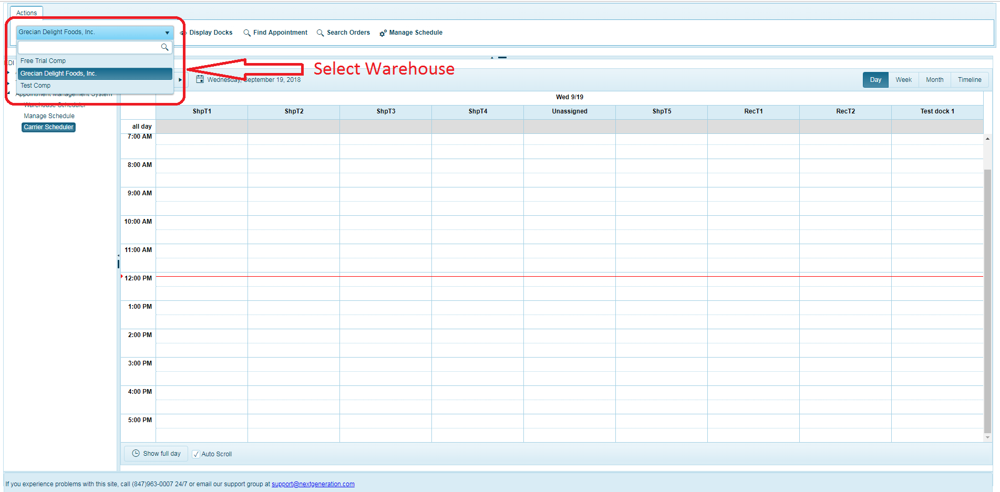 Actions
Grecian Delight Foods, Inc.
Display Docks
Find Appointment
Search Orders
Manage Schedule
Free Trial Comp
Grecian Delight Foods, Inc.
Test Comp
EDI
Appointment Management System
Warehouse Scheduler
Manage Schedule
Carrier Scheduler
Select Warehouse
Wednesday, September 19, 2018
Day Week Month Timeline
Wed 9/19
ShpT1 ShpT2 ShpT3 ShpT4 Unassigned ShpT5 RecT1 RecT2 Test dock 1
all day
7:00 AM
8:00 AM
9:00 AM
10:00 AM
11:00 AM
12:00 PM
1:00 PM
2:00 PM
3:00 PM
4:00 PM
5:00 PM
Show full day Auto Scroll
If you experience problems with this site, call (847)963-0007 24/7 or email our support group at support@nextgeneration.com